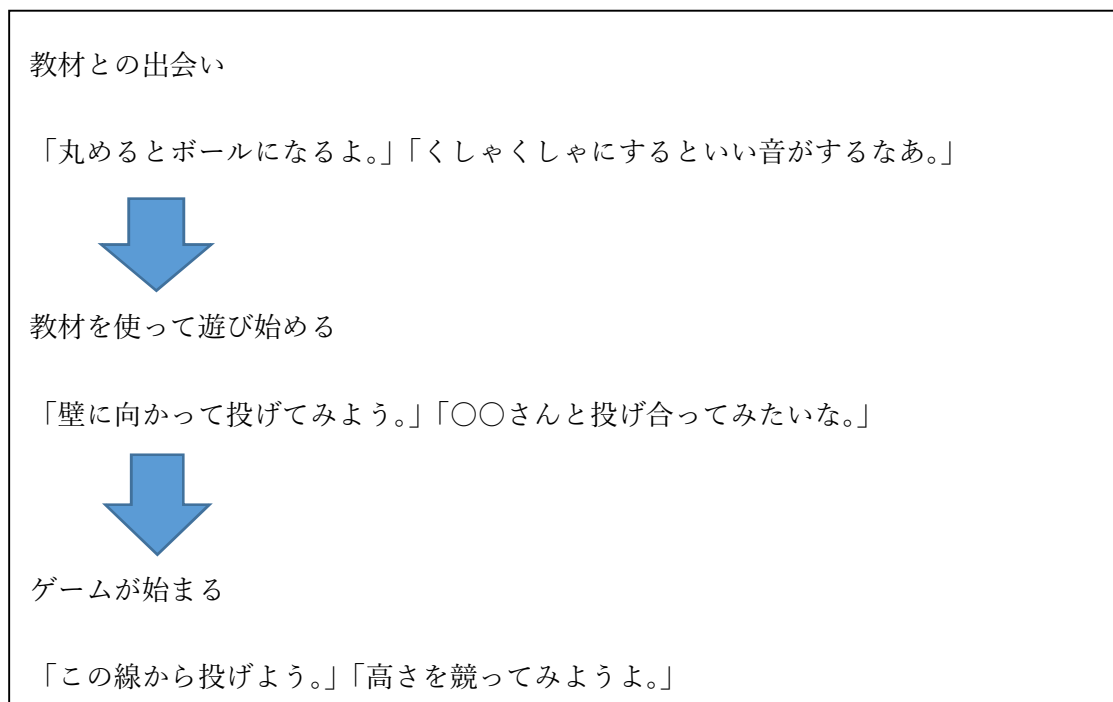 教材との出会い
「丸めるとボールになるよ。」「くしゃくしゃにするといい音がするなあ。」
教材を使って遊び始める
「壁に向かって投げてみよう。」「○○さんと投げ合ってみたいな。」
ゲームが始まる
「この線から投げよう。」「高さを競ってみようよ。」